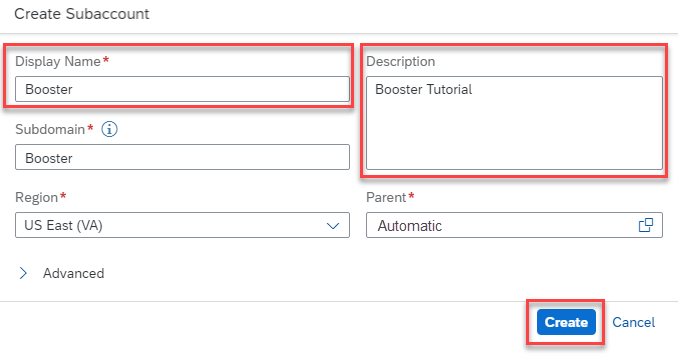 Create Subaccount
Display Name*
Booster
Description
Booster Tutorial
Subdomain*
Booster
Region*
US East (VA)
Parent*
Automatic
Advanced
Create
Cancel